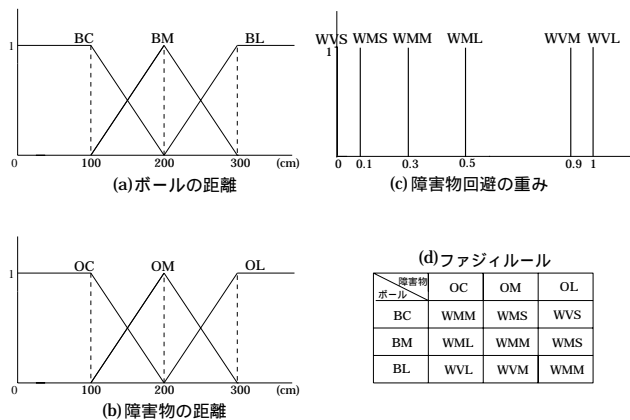 BC BM BL
1
0 100 200 300 (cm)
(a)ボールの距離
WVS WMS WMM WML WVM WVL
1
0 0.1 0.3 0.5 0.9 1
(c)障害物回避の重み
OC OM OL
1
0 100 200 300 (cm)
(b)障害物の距離
(d)ファジィルール
障害物 OC OM OL
ボール
BC WMM WMS WVS
BM WML WMM WMS
BL WVL WVM WMM